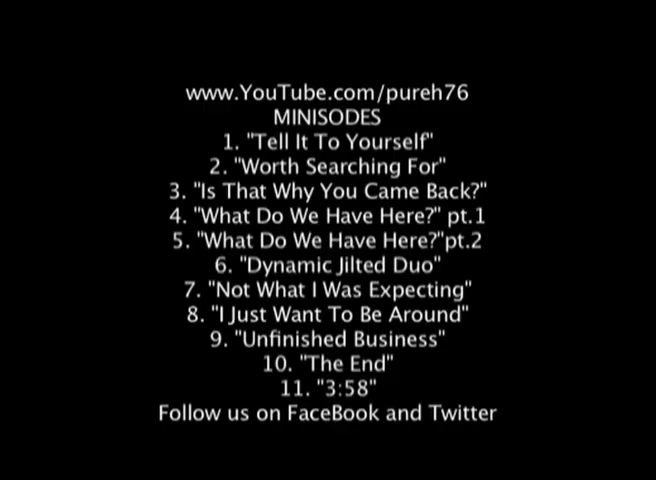 www.YouTube.com/pureh76
MINISODES
1. "Tell It To Yourself"
2. "Worth Searching For"
3. "Is That Why You Came Back?"
4. "What Do We Have Here?" pt.1
5. "What Do We Have Here?"pt.2
6. "Dynamic Jilted Duo"
7. "Not What I Was Expecting"
8. "I Just Want To Be Around"
9. "Unfinished Business"
10. "The End"
11. "3:58"
Follow us on FaceBook and Twitter